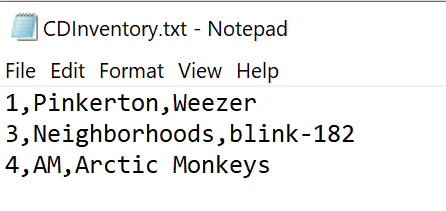 CDInventory.txt - Notepad
File Edit Format View Help
1,Pinkerton,Weezer
3,Neighborhoods,blink-182
4,AM,Arctic Monkeys